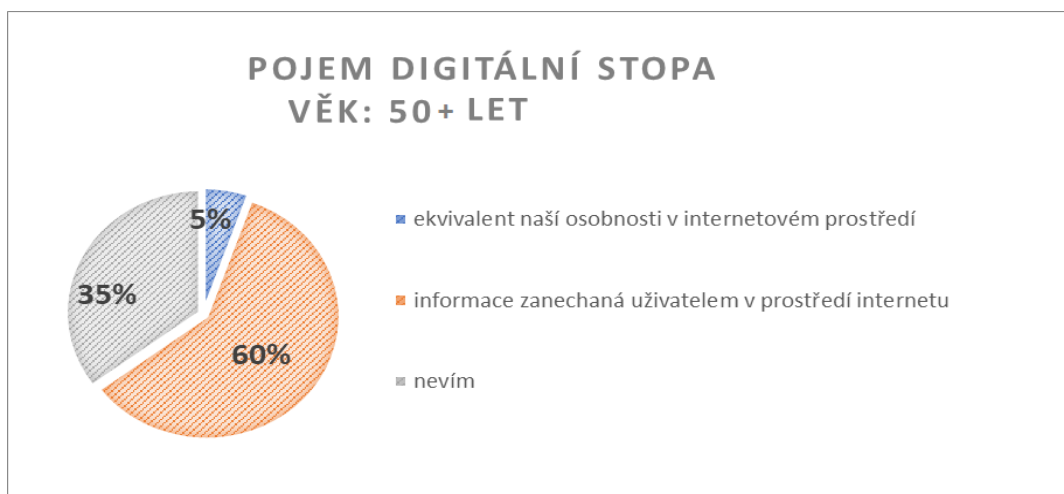 POJEM DIGITÁLNÍ STOPA
VĚK: 50+ LET
5%
ekvivalent naší osobnosti v internetovém prostředí
35%
informace zanechaná uživatelem v prostředí internetu
60%
nevím